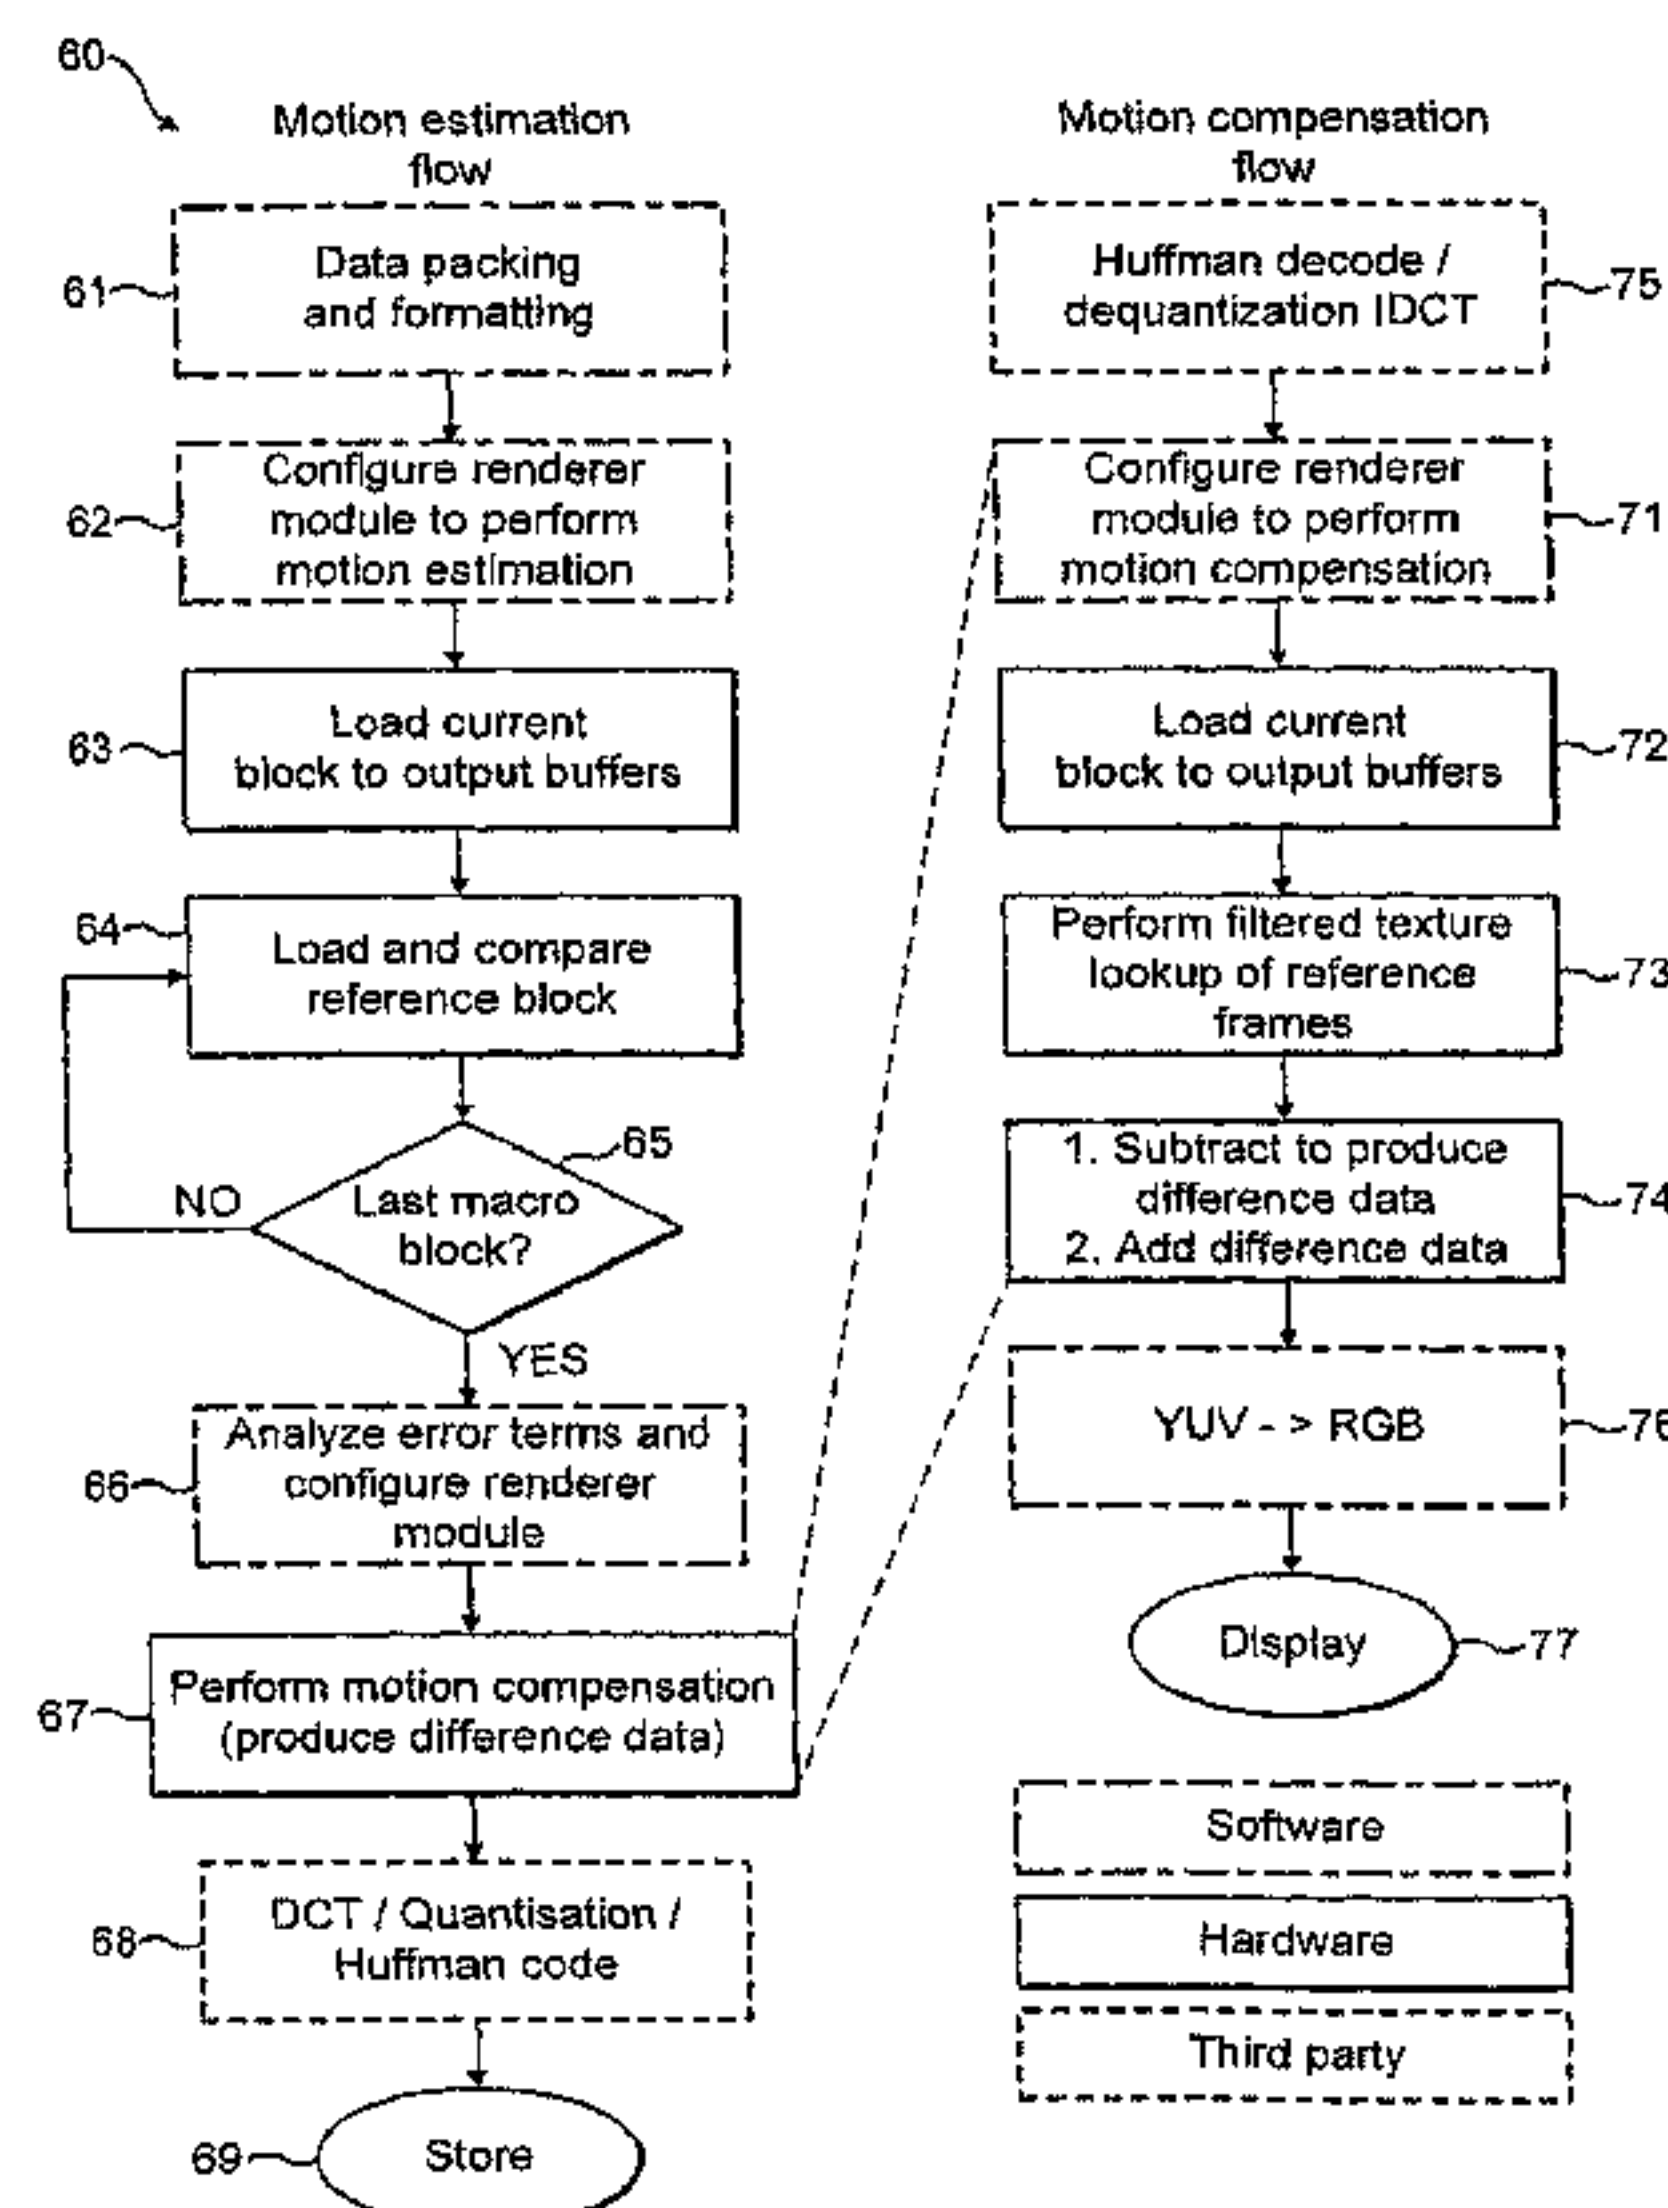 60
Motion estimation
flow
61
Data packing
and formatting
62
Configure renderer
module to perform
motion estimation
63
Load current
block to output buffers
64
Load and compare
reference block
65
NO
Last macro
block?
YES
66
Analyze error terms and
configure renderer
module
67
Perform motion compensation
(produce difference data)
68
DCT / Quantisation /
Huffman code
69
Store
Motion compensation
flow
Huffman decode /
dequantization IDCT
75
Configure renderer
module to perform
motion compensation
71
Load current
block to output buffers
72
Perform filtered texture
lookup of reference
frames
73
1. Subtract to produce
difference data
2. Add difference data
74
YUV - > RGB
76
Display
77
Software
Hardware
Third party